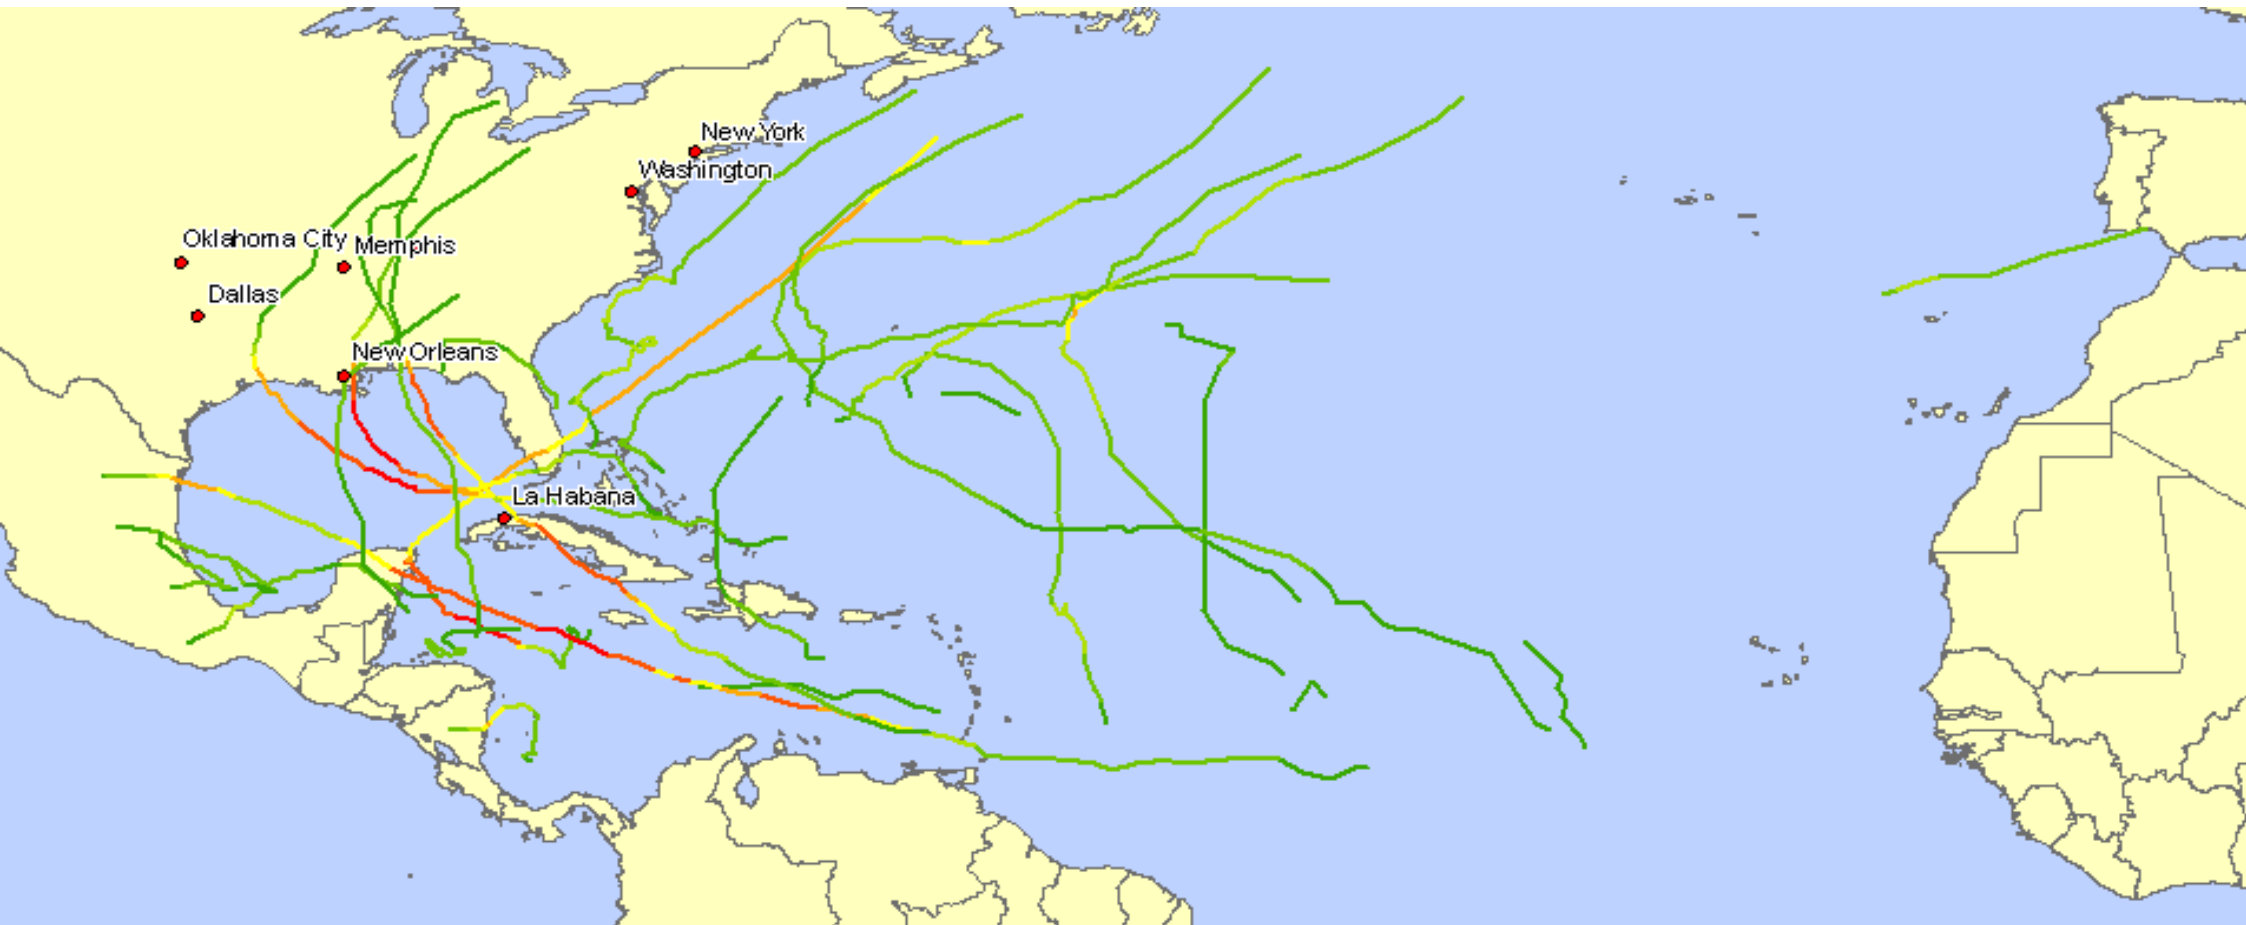 New York
Washington
Oklahoma City
Memphis
Dallas
New Orleans
La Habana